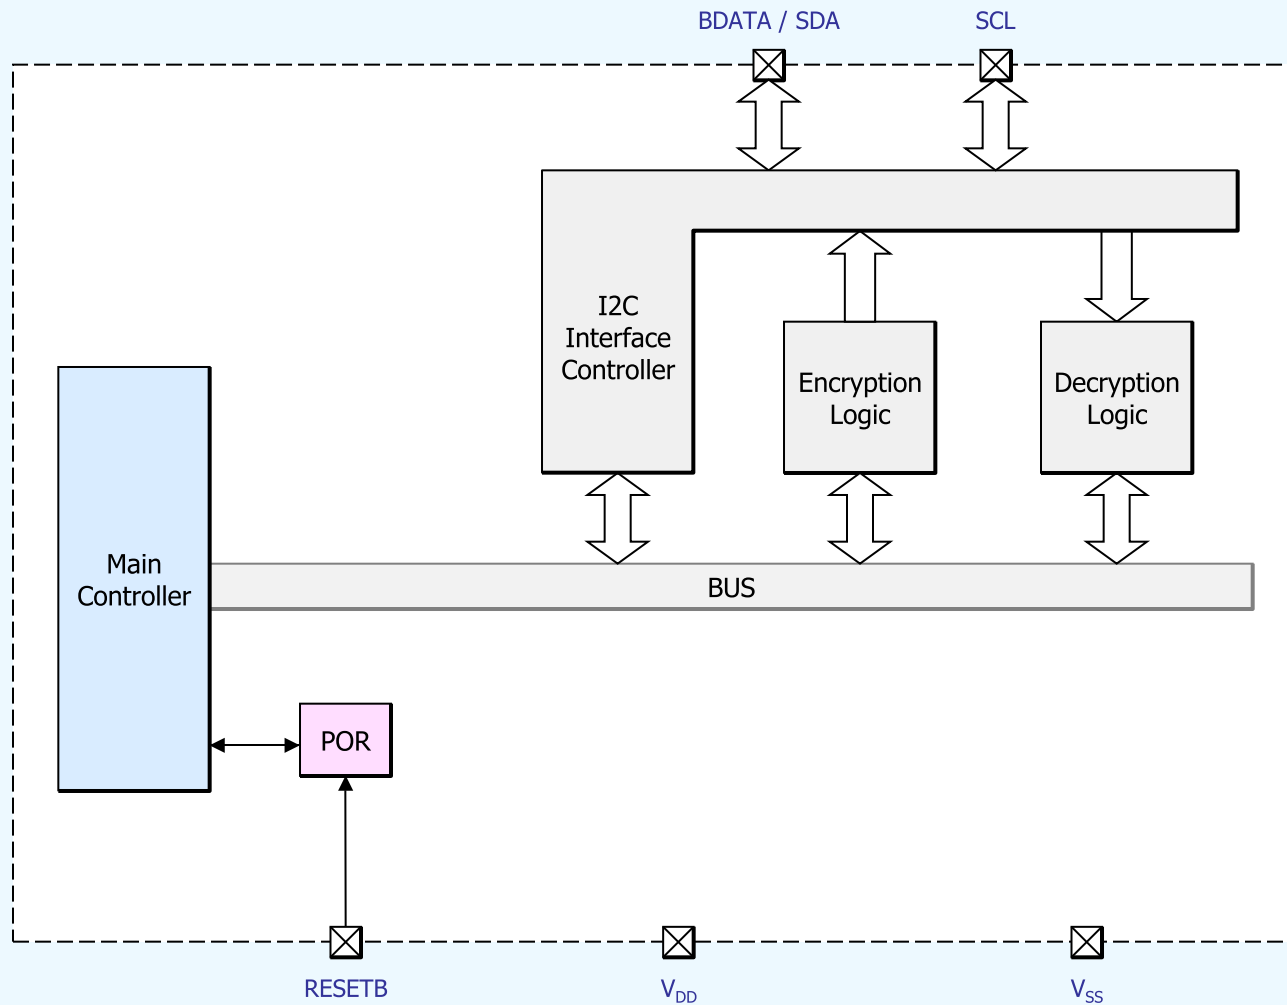 BDATA / SDA
SCL
I2C
Interface
Controller
Encryption
Logic
Decryption
Logic
Main
Controller
BUS
POR
RESETB
VDD
VSS